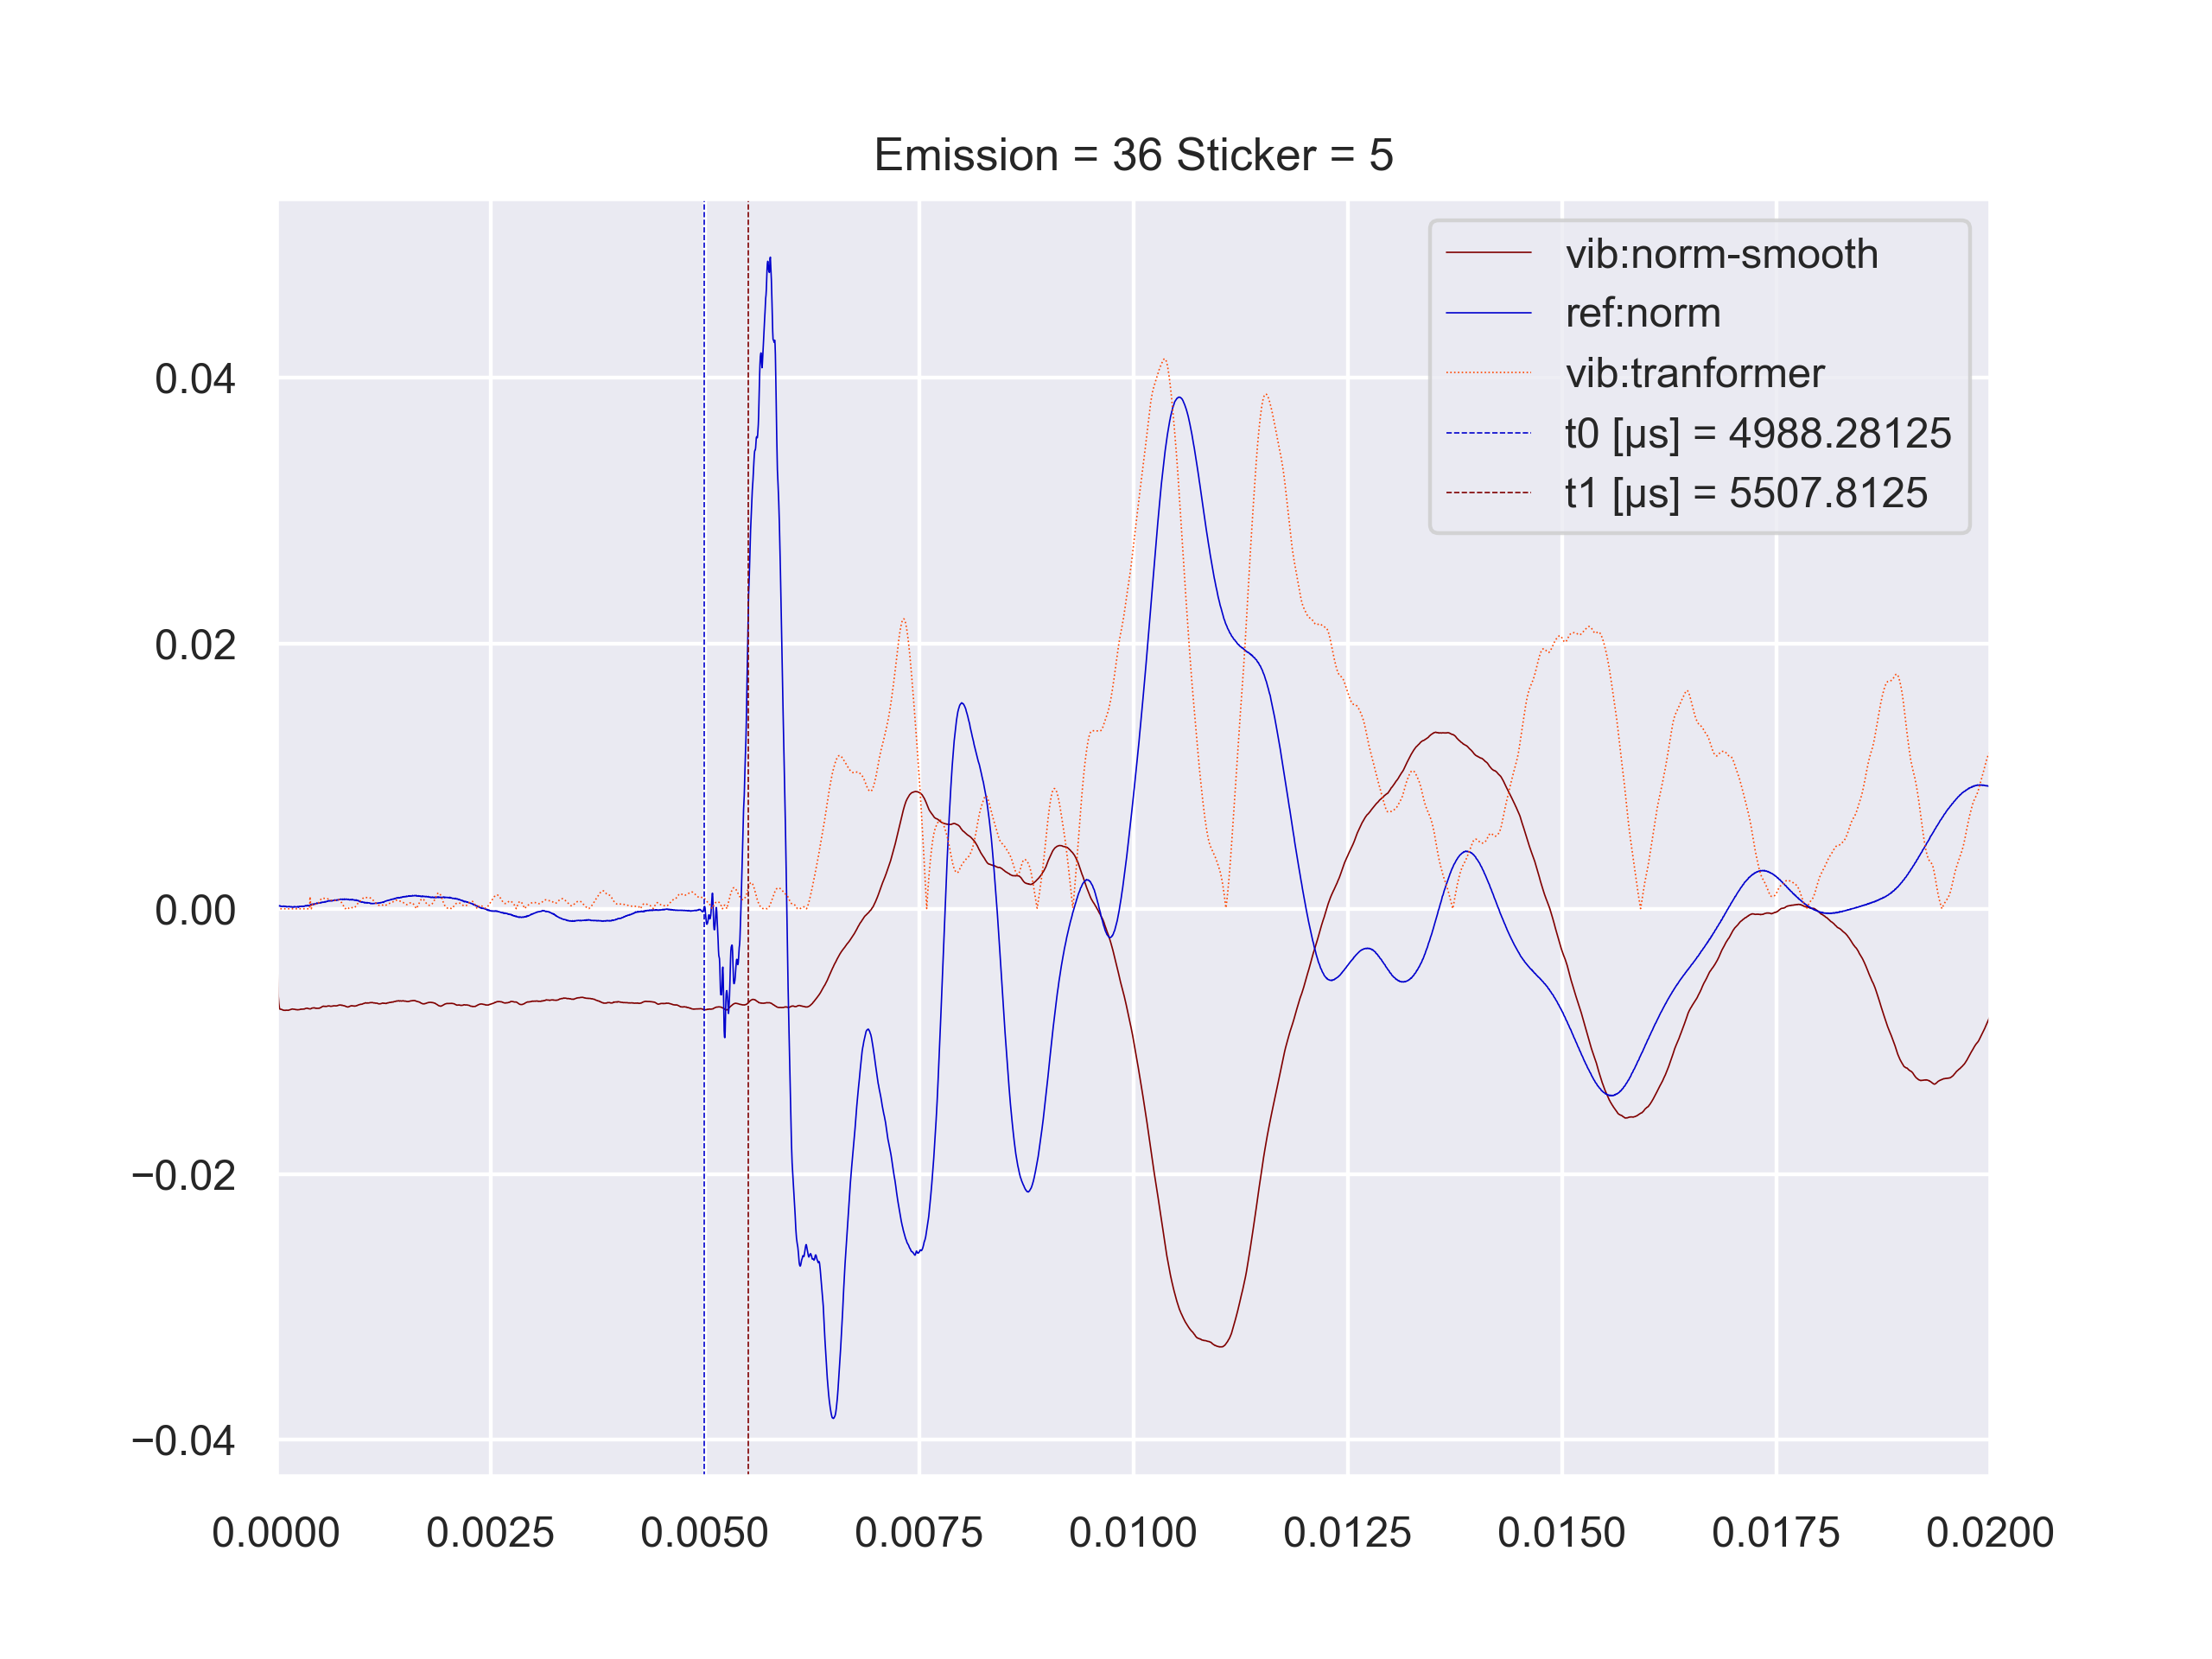 Emission = 36 Sticker = 5
vib:norm-smooth
ref:norm
vib:tranformer
t0 [µs] = 4988.28125
t1 [µs] = 5507.8125
0.04
0.02
0.00
−0.02
−0.04
0.0000 0.0025 0.0050 0.0075 0.0100 0.0125 0.0150 0.0175 0.0200